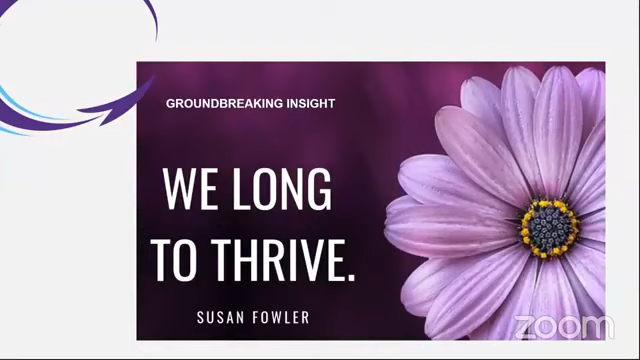 GROUNDBREAKING INSIGHT
WE LONG
TO THRIVE.
SUSAN FOWLER
zoom